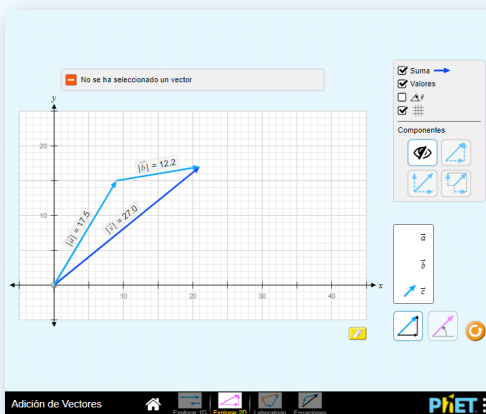 No se ha seleccionado un vector
Suma
Valores
θ
Componentes
y
20
10
10
20
30
40
x
|a⃗| = 17.5
|b⃗| = 12.2
|s⃗| = 27.0
a⃗
b⃗
c⃗
Adición de Vectores
Explorar 1D
Explorar 2D
Laboratorio
Ecuaciones
PhET